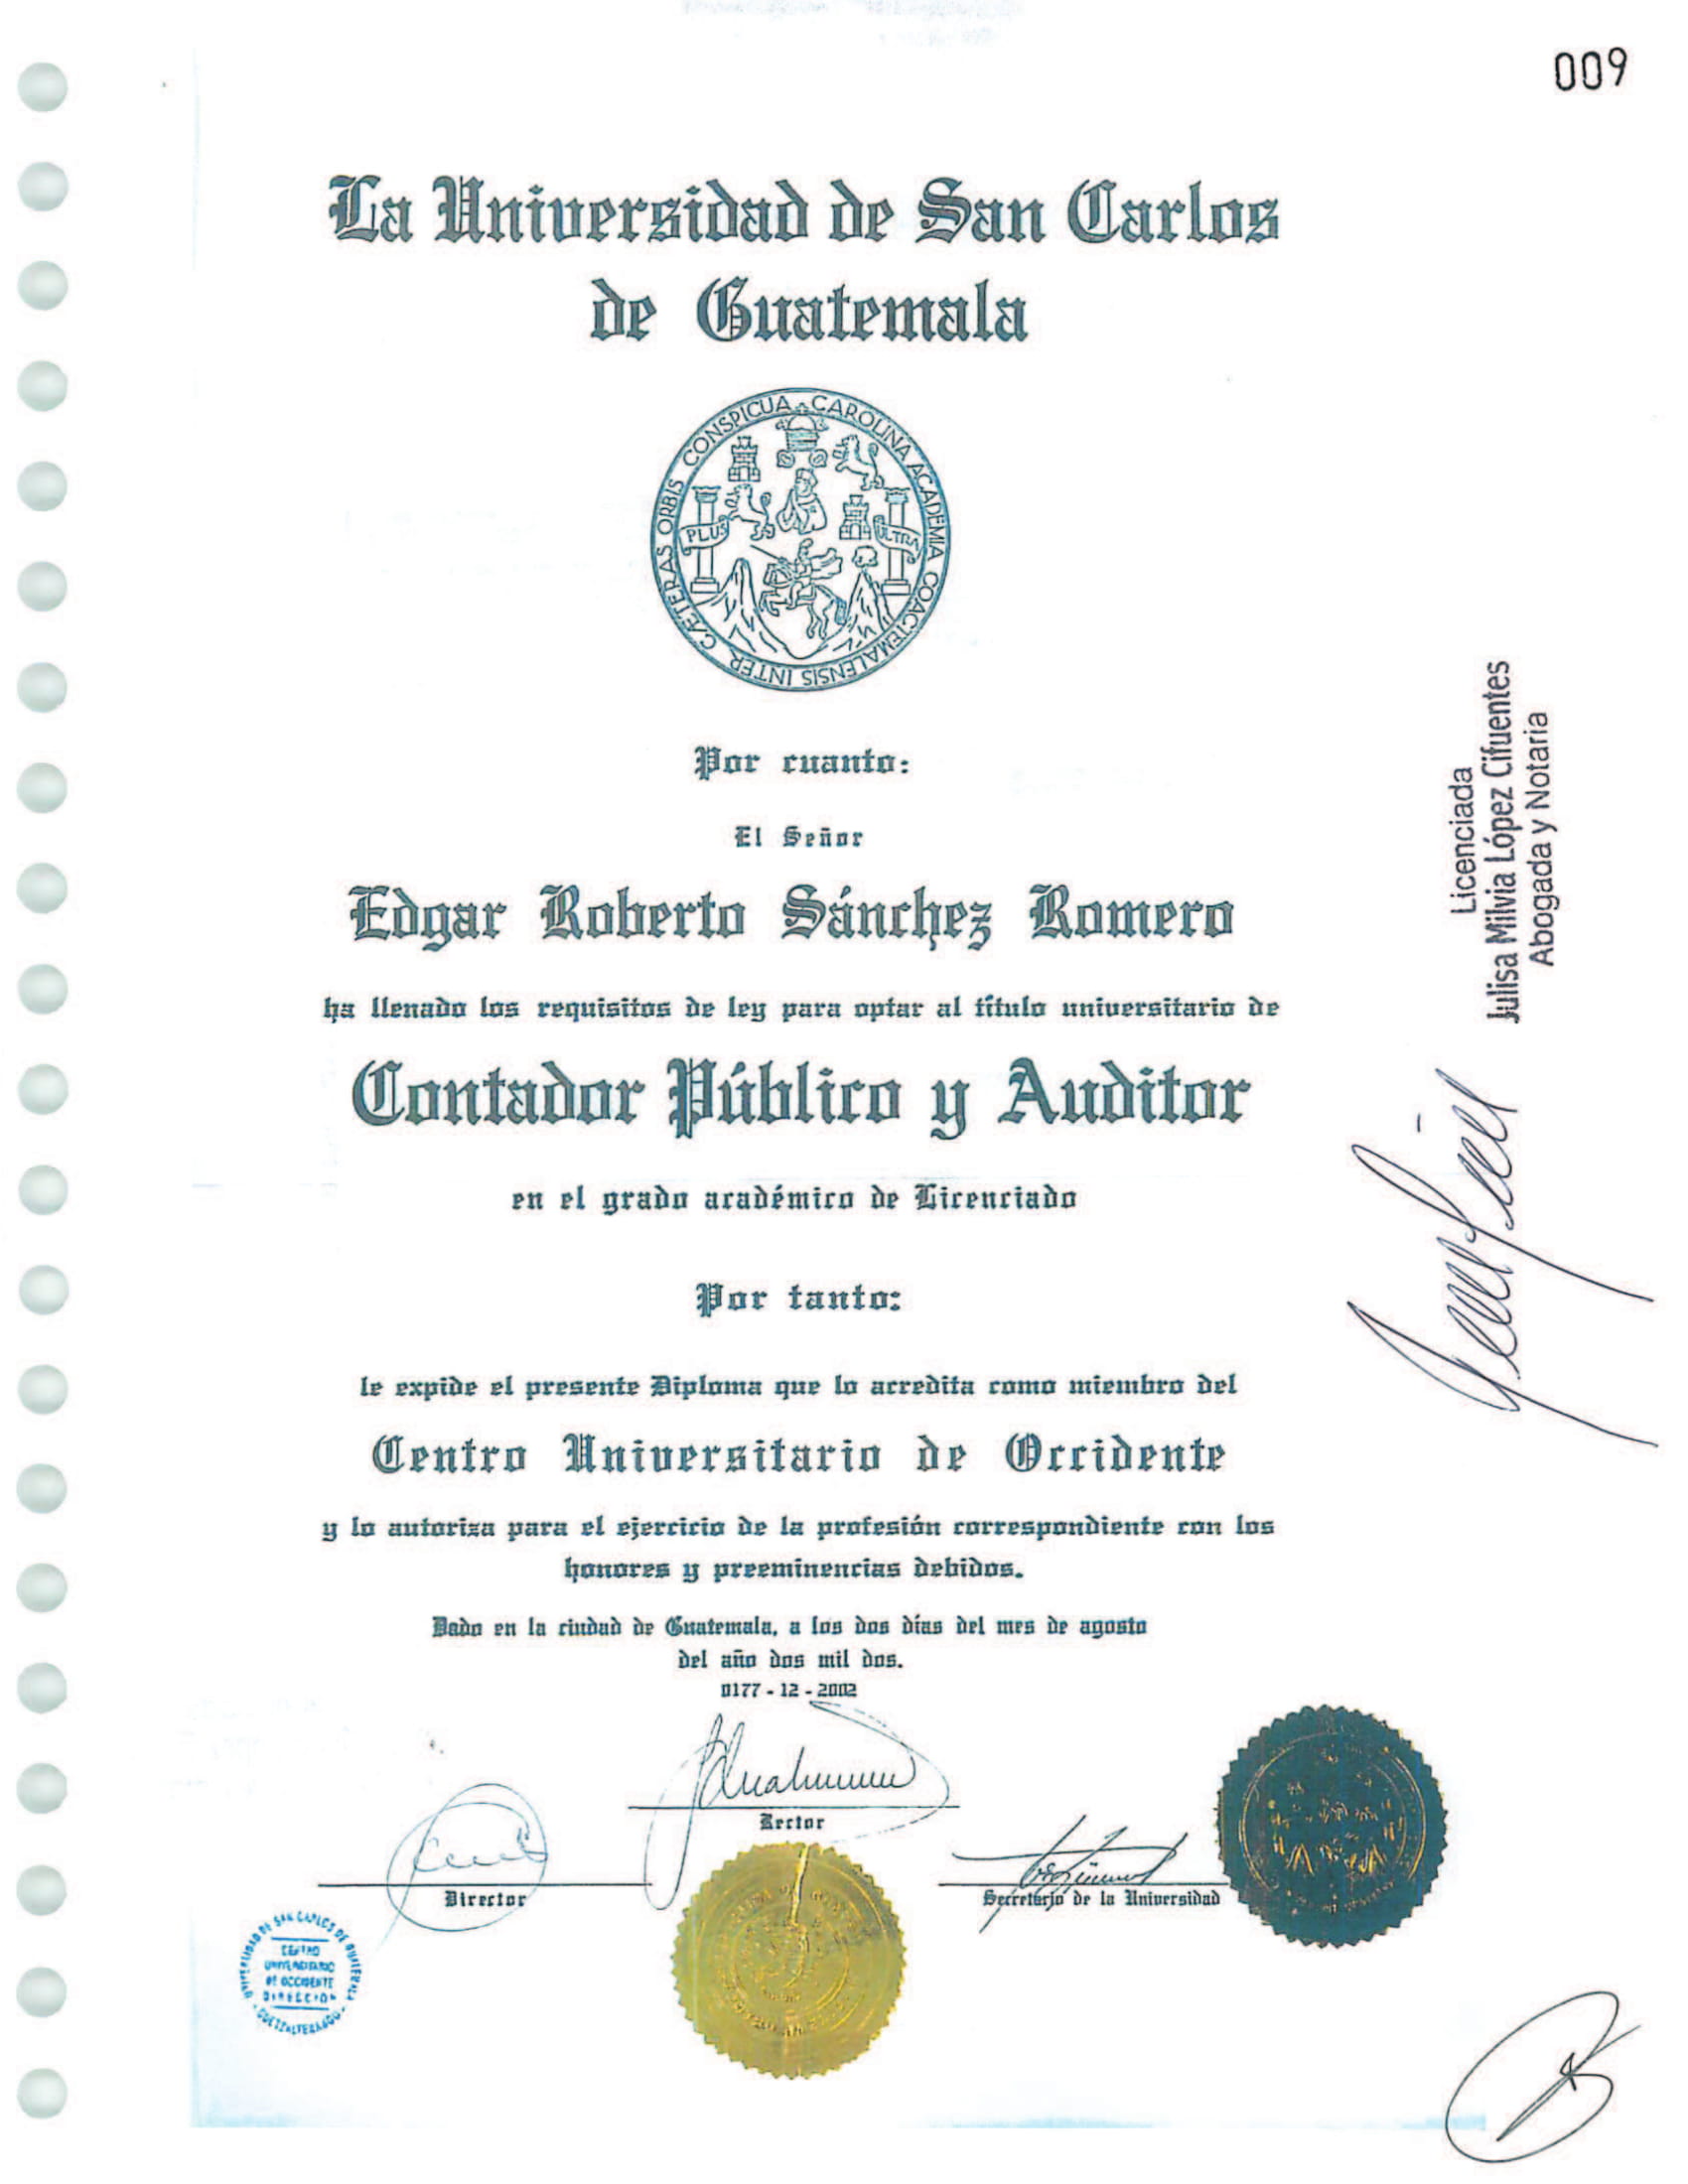 009
La Universidad de San Carlos
de Guatemala
CONSPICUA CAROLINA ACADEMIA COACTEMALENSIS INTER CAETERAS ORBIS
PLUS ULTRA
Por cuanto:
El Señor
Edgar Roberto Sánchez Romero
ha llenado los requisitos de ley para optar al título universitario de
Contador Público y Auditor
en el grado académico de Licenciado
Por tanto:
le expide el presente Diploma que lo acredita como miembro del
Centro Universitario de Occidente
y lo autoriza para el ejercicio de la profesión correspondiente con los
honores y preeminencias debidos.
Dado en la ciudad de Guatemala, a los dos días del mes de agosto
del año dos mil dos.
0177 - 12 - 2002
Rector
Director
Secretario de la Universidad
UNIVERSIDAD DE SAN CARLOS DE GUATEMALA
CENTRO
UNIVERSITARIO
DE OCCIDENTE
DIRECCION
QUEZALTENANGO
Licenciada
Julisa Milvia López Cifuentes
Abogada y Notaria